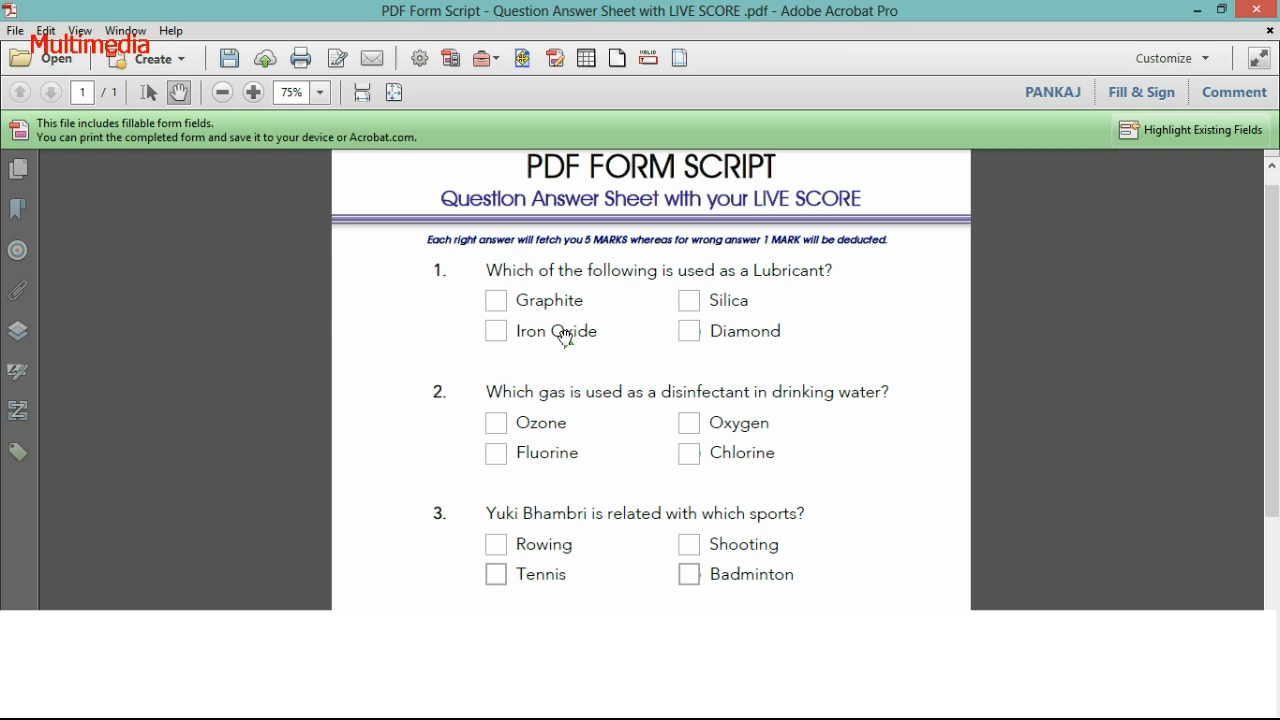 PDF Form Script - Question Answer Sheet with LIVE SCORE .pdf - Adobe Acrobat Pro
File Edit View Window Help
Multimedia
Open Create Customize
1 / 1 75% PANKAJ Fill & Sign Comment
This file includes fillable form fields.
You can print the completed form and save it to your device or Acrobat.com.
Highlight Existing Fields
PDF FORM SCRIPT
Question Answer Sheet with your LIVE SCORE
Each right answer will fetch you 5 MARKS whereas for wrong answer 1 MARK will be deducted.
1. Which of the following is used as a Lubricant?
Graphite Silica
Iron Oxide Diamond
2. Which gas is used as a disinfectant in drinking water?
Ozone Oxygen
Fluorine Chlorine
3. Yuki Bhambri is related with which sports?
Rowing Shooting
Tennis Badminton